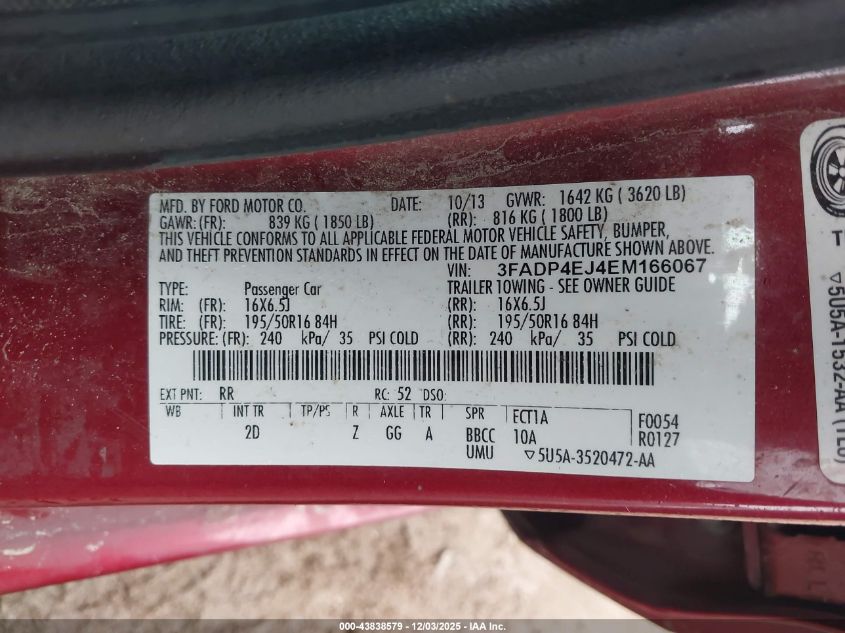 MFD. BY FORD MOTOR CO. DATE: 10/13 GVWR: 1642 KG ( 3620 LB)
GAWR: (FR): 839 KG ( 1850 LB) (RR): 816 KG ( 1800 LB)
THIS VEHICLE CONFORMS TO ALL APPLICABLE FEDERAL MOTOR VEHICLE SAFETY, BUMPER,
AND THEFT PREVENTION STANDARDS IN EFFECT ON THE DATE OF MANUFACTURE SHOWN ABOVE.
VIN: 3FADP4EJ4EM166067
TYPE: Passenger Car TRAILER TOWING - SEE OWNER GUIDE
RIM: (FR): 16X6.5J (RR): 16X6.5J
TIRE: (FR): 195/50R16 84H (RR): 195/50R16 84H
PRESSURE: (FR): 240 kPa/ 35 PSI COLD (RR): 240 kPa/ 35 PSI COLD
EXT PNT: RR RC: 52 DSO:
WB INT TR TP/PS R AXLE TR SPR ECT1A F0054
2D Z GG A BBCC 10A R0127
UMU ▽5U5A-3520472-AA
▽5U5A-1532-AA (TEO)
000-43838579 — 12/03/2025 — IAA Inc.